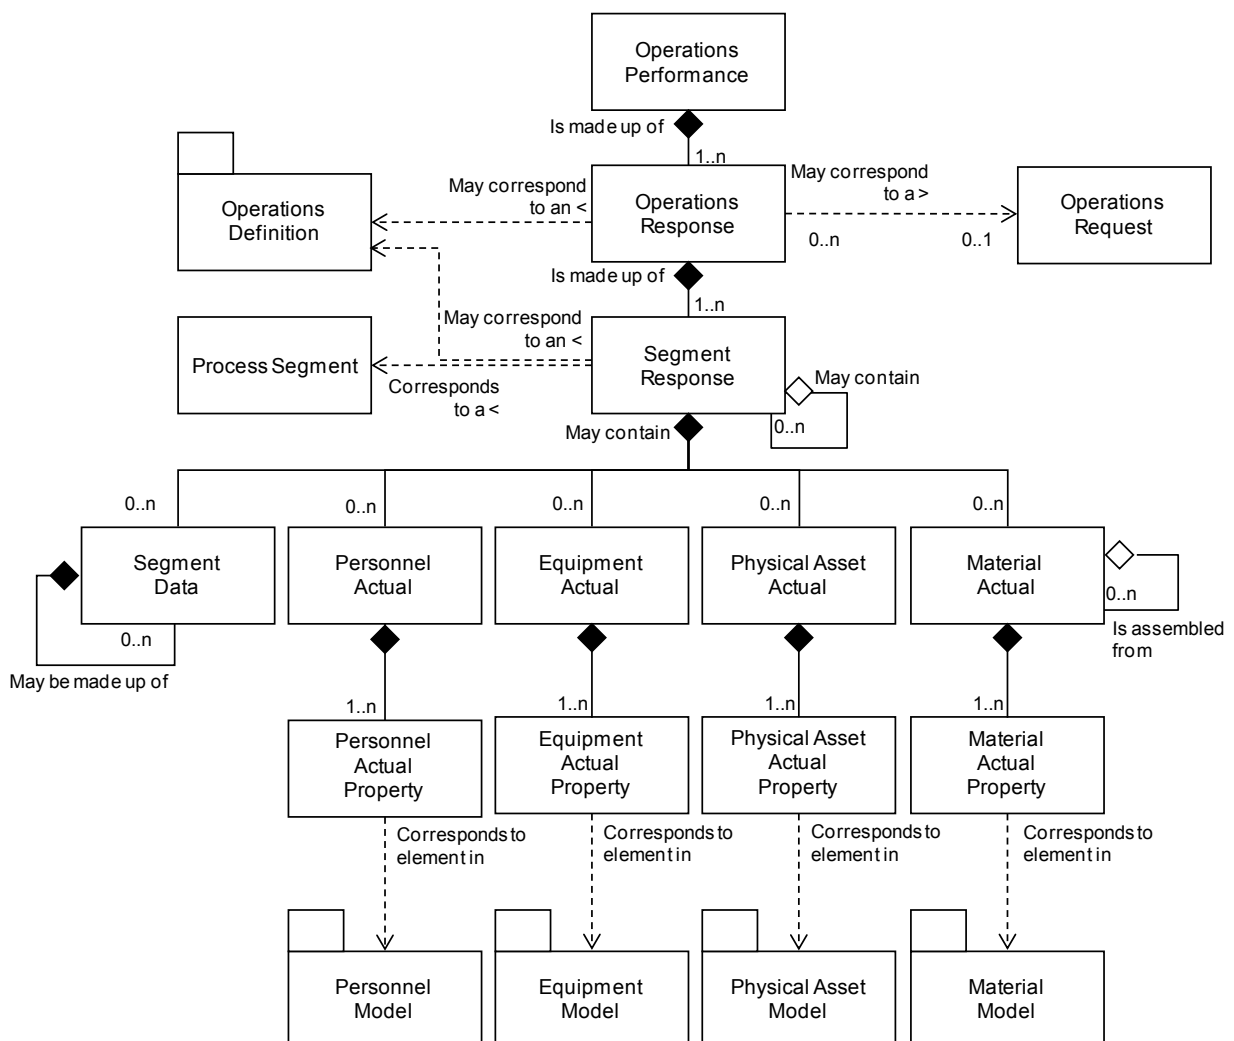 Operations
Performance
Is made up of
1..n
May correspond
to an <
Operations
Response
May correspond
to a >
0..n
0..1
Operations
Request
Operations
Definition
Is made up of
1..n
May correspond
to an <
Process Segment
Corresponds
to a <
Segment
Response
May contain
0..n
May contain
0..n
0..n
0..n
0..n
0..n
Segment
Data
0..n
May be made up of
Personnel
Actual
Equipment
Actual
Physical Asset
Actual
Material
Actual
0..n
Is assembled
from
1..n
1..n
1..n
1..n
Personnel
Actual
Property
Equipment
Actual
Property
Physical Asset
Actual
Property
Material
Actual
Property
Corresponds to
element in
Corresponds to
element in
Corresponds to
element in
Corresponds to
element in
Personnel
Model
Equipment
Model
Physical Asset
Model
Material
Model